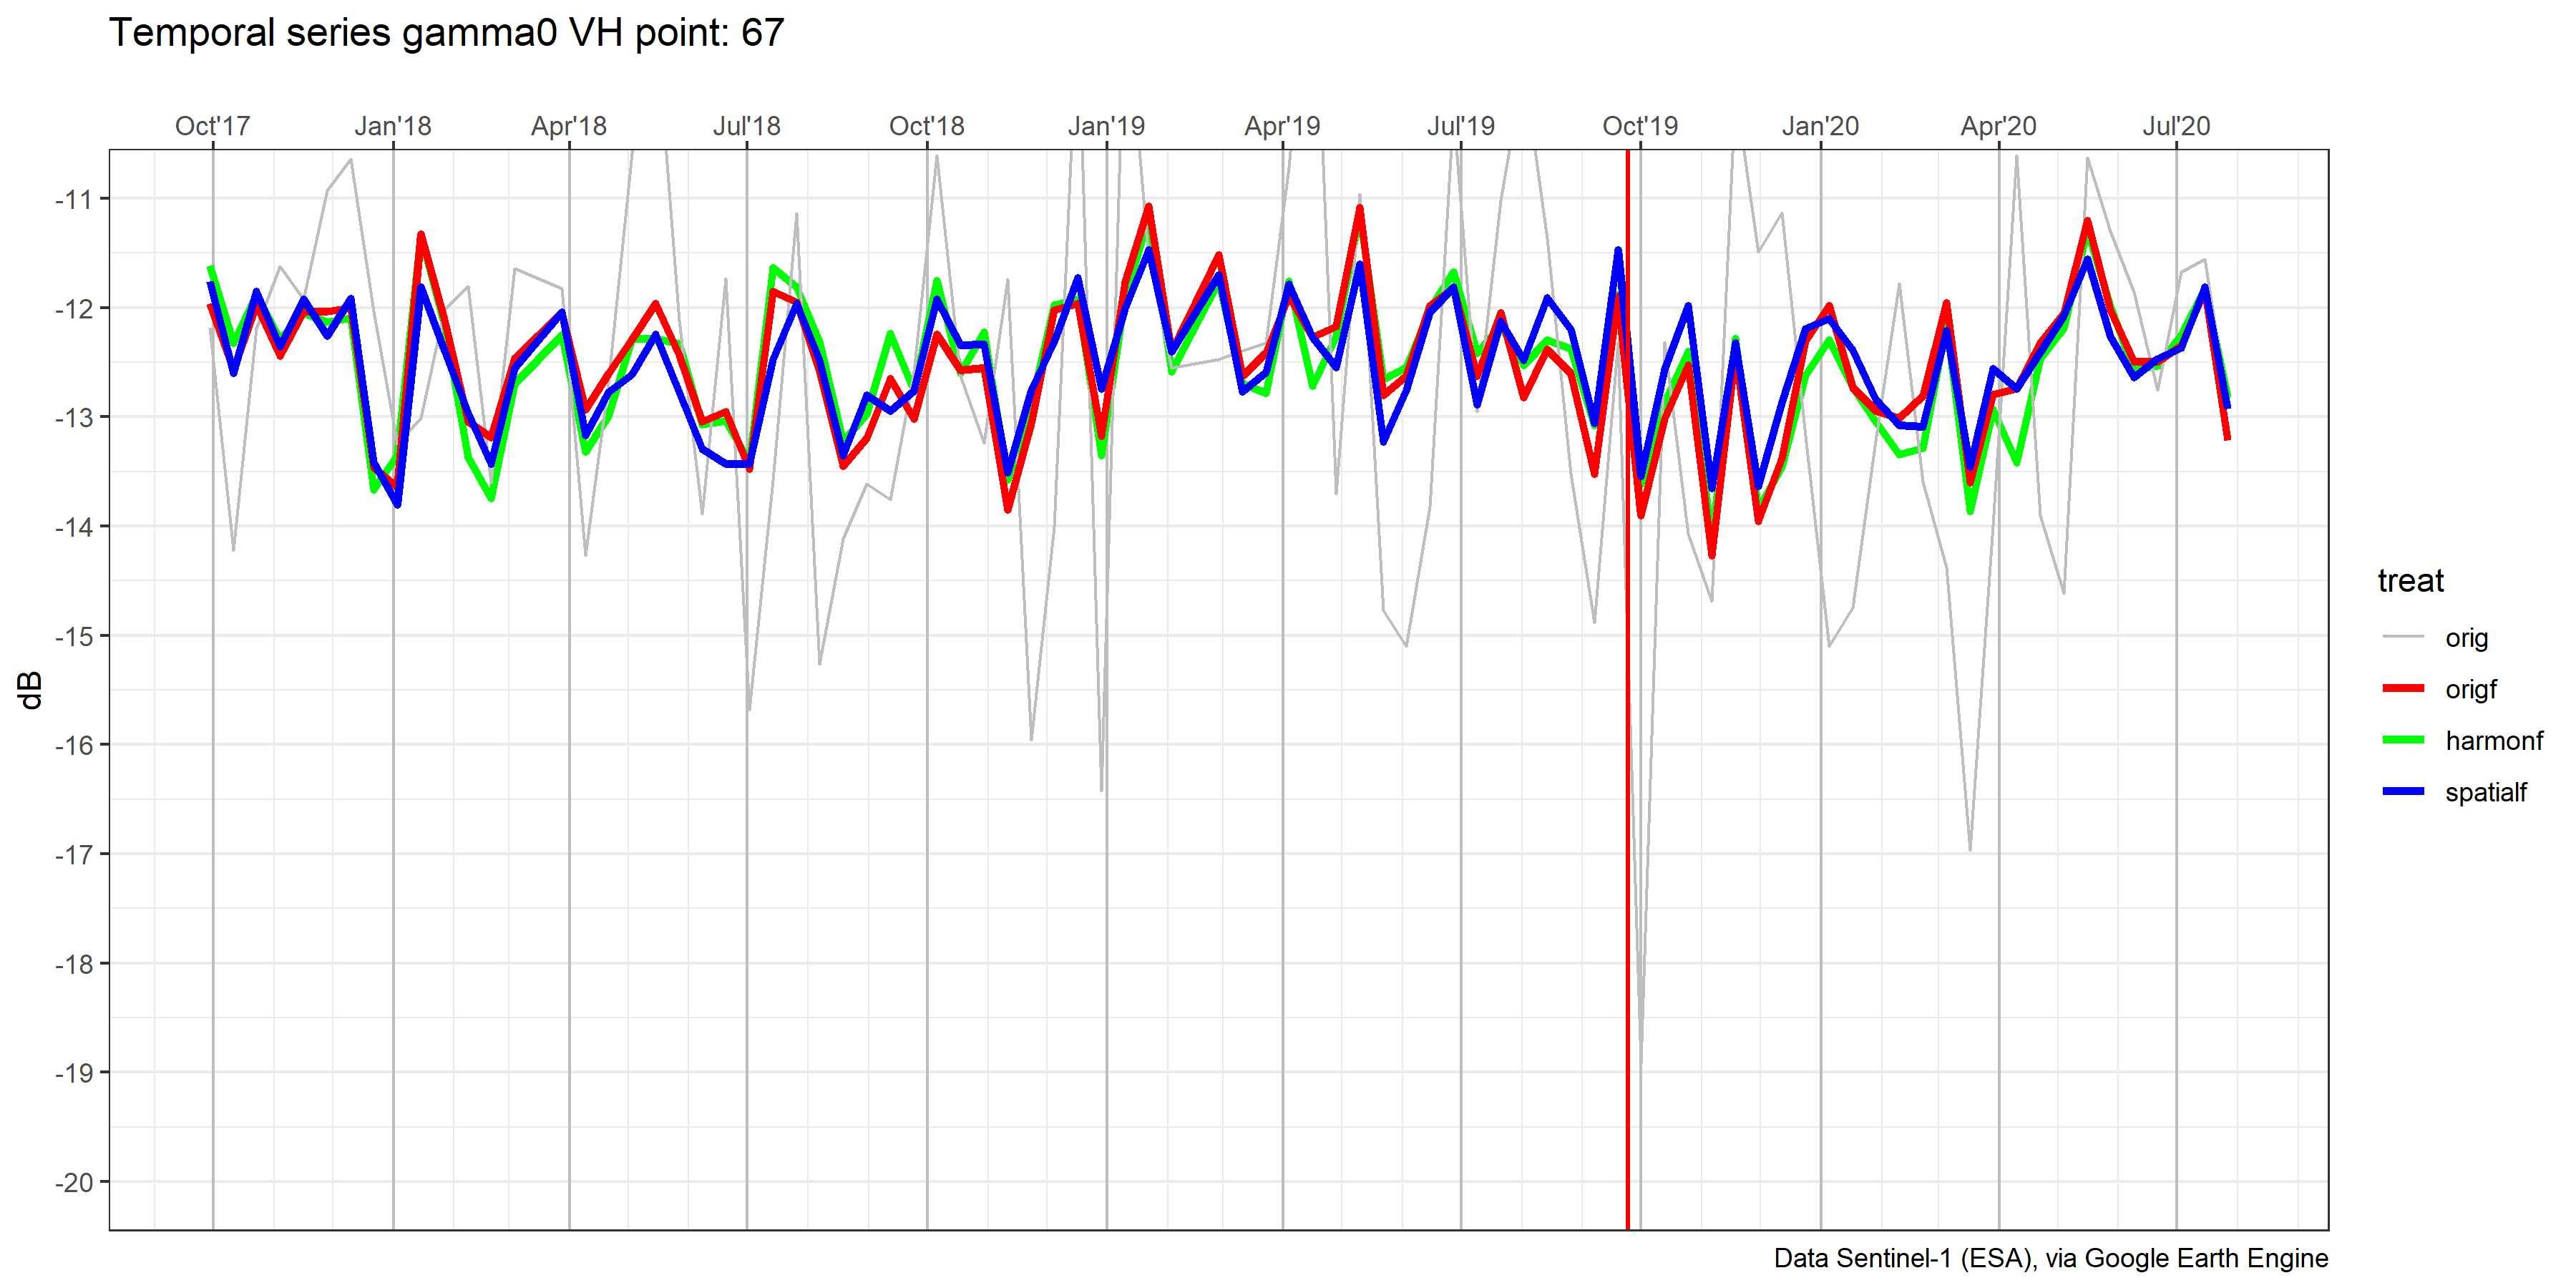 Temporal series gamma0 VH point: 67
Oct'17 Jan'18 Apr'18 Jul'18 Oct'18 Jan'19 Apr'19 Jul'19 Oct'19 Jan'20 Apr'20 Jul'20
-11
-12
-13
-14
-15
-16
-17
-18
-19
-20
dB
treat
orig
origf
harmonf
spatialf
Data Sentinel-1 (ESA), via Google Earth Engine